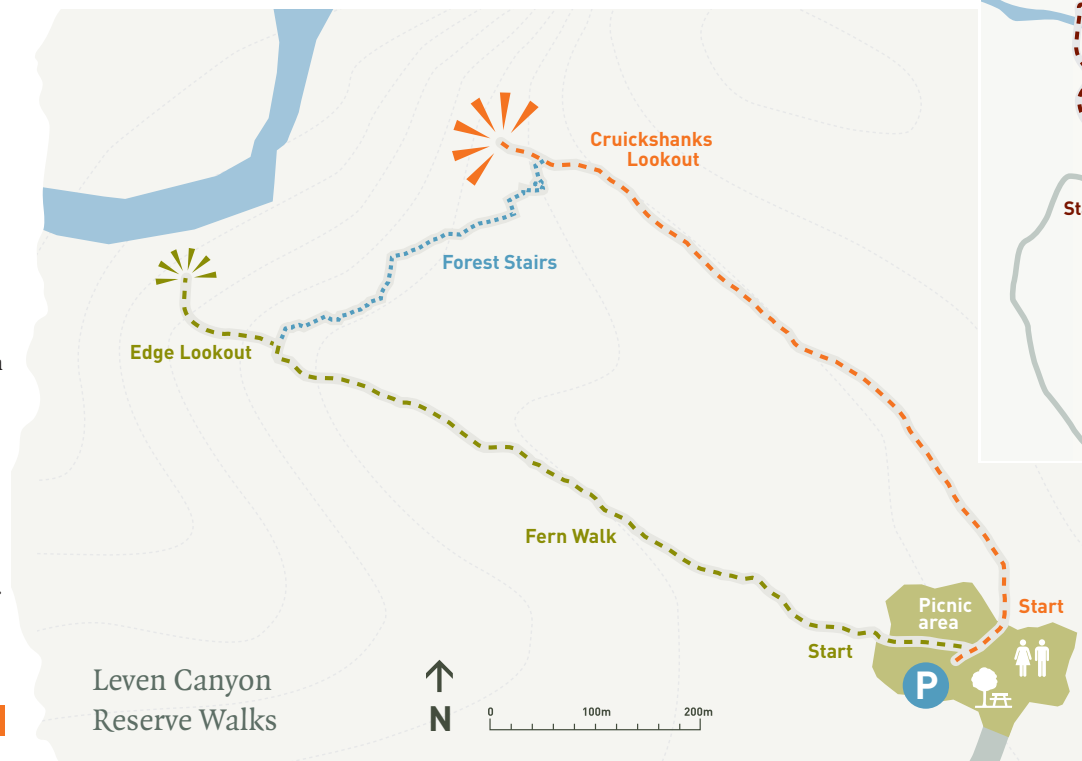 Cruickshanks
Lookout
St
Forest Stairs
Edge Lookout
Fern Walk
Picnic
area
Start
Start
P
Leven Canyon
Reserve Walks
N
0
100m
200m